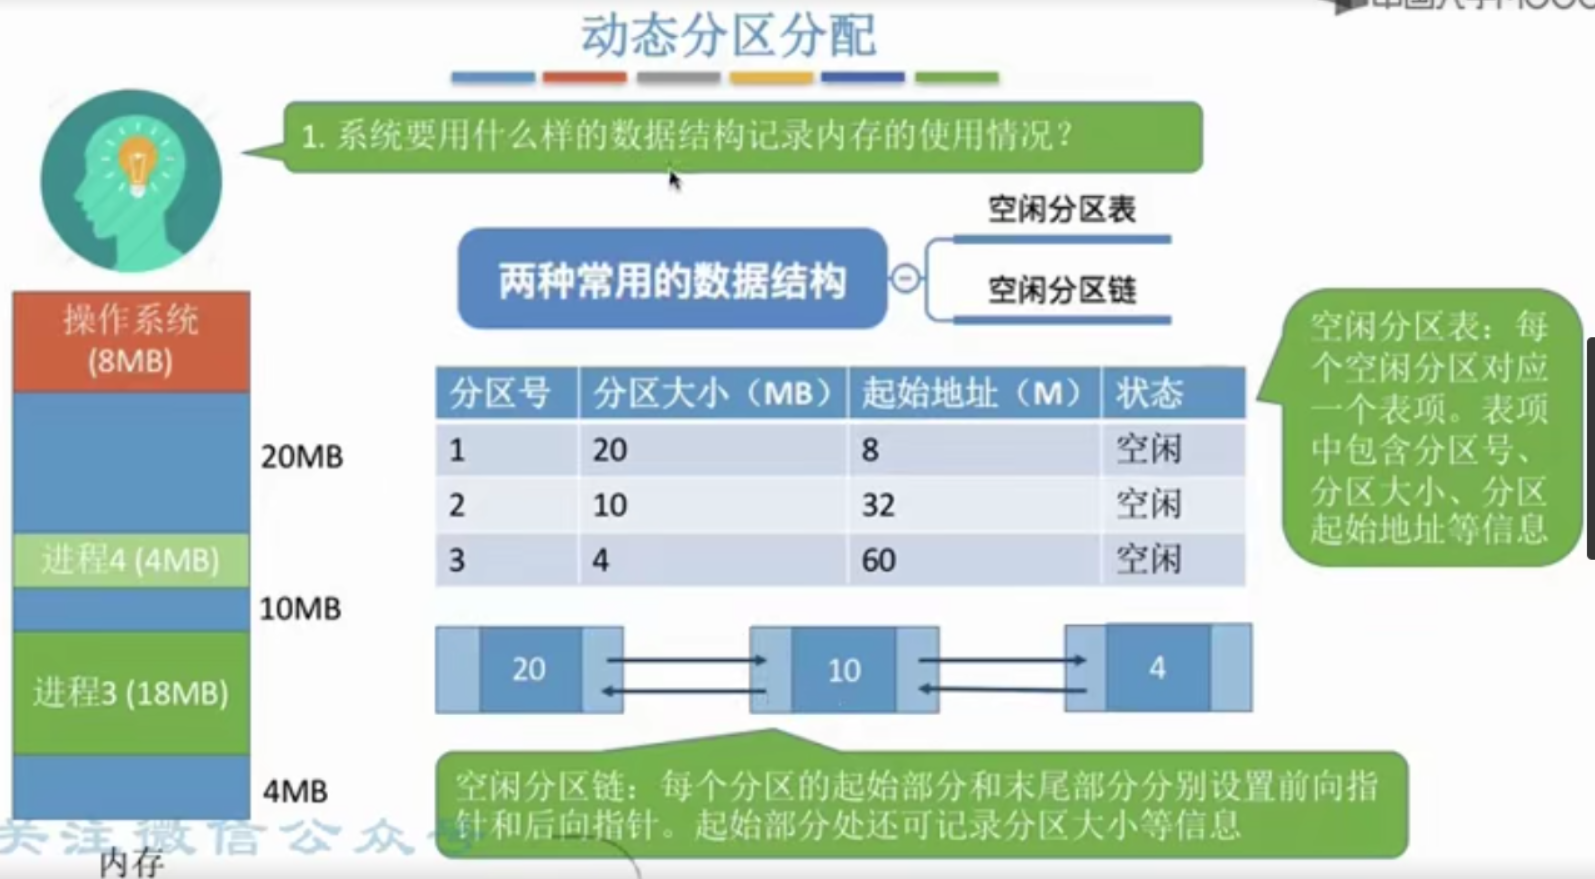 动态分区分配
1. 系统要用什么样的数据结构记录内存的使用情况？
两种常用的数据结构
空闲分区表
空闲分区链
操作系统
(8MB)
20MB
进程4 (4MB)
10MB
进程3 (18MB)
4MB
内存
分区号 分区大小（MB） 起始地址（M） 状态
1 20 8 空闲
2 10 32 空闲
3 4 60 空闲
空闲分区表：每
个空闲分区对应
一个表项。表项
中包含分区号、
分区大小、分区
起始地址等信息
20 10 4
空闲分区链：每个分区的起始部分和末尾部分分别设置前向指
针和后向指针。起始部分处还可记录分区大小等信息
关注微信公众号